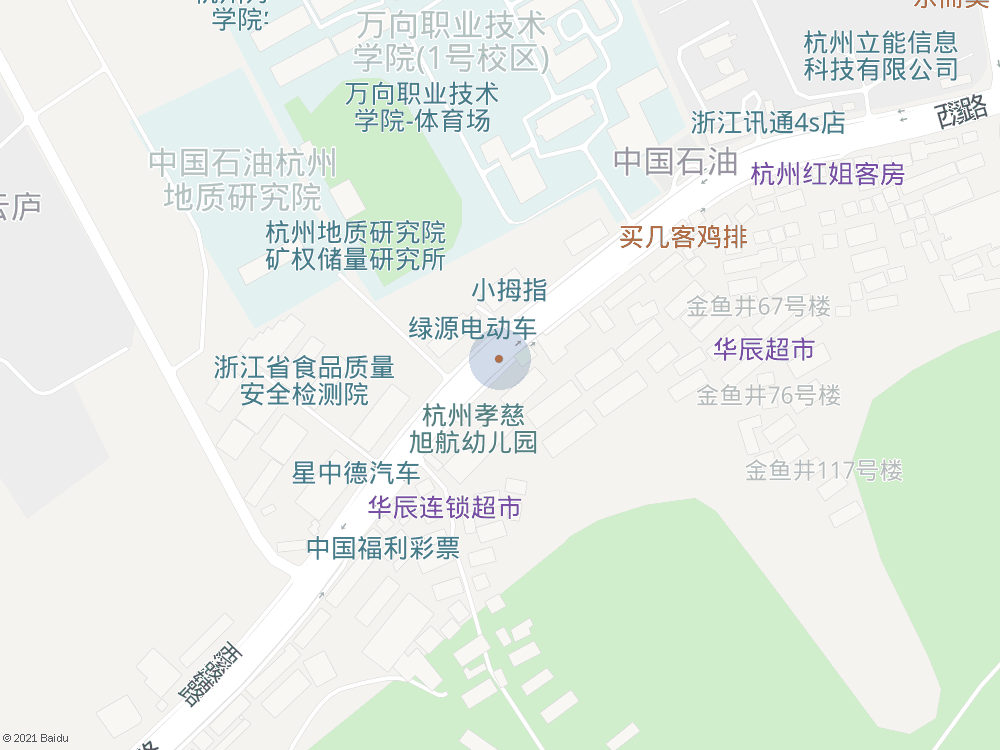 学院
万向职业技术
学院(1号校区)
杭州立能信息
科技有限公司
万向职业技术
学院-体育场
西溪路
浙江讯通4s店
中国石油杭州
地质研究院
中国石油
杭州红姐客房
云庐
杭州地质研究院
矿权储量研究所
买几客鸡排
小拇指
金鱼井67号楼
绿源电动车
华辰超市
浙江省食品质量
安全检测院
金鱼井76号楼
杭州孝慈
旭航幼儿园
星中德汽车
金鱼井117号楼
华辰连锁超市
中国福利彩票
© 2021 Baidu